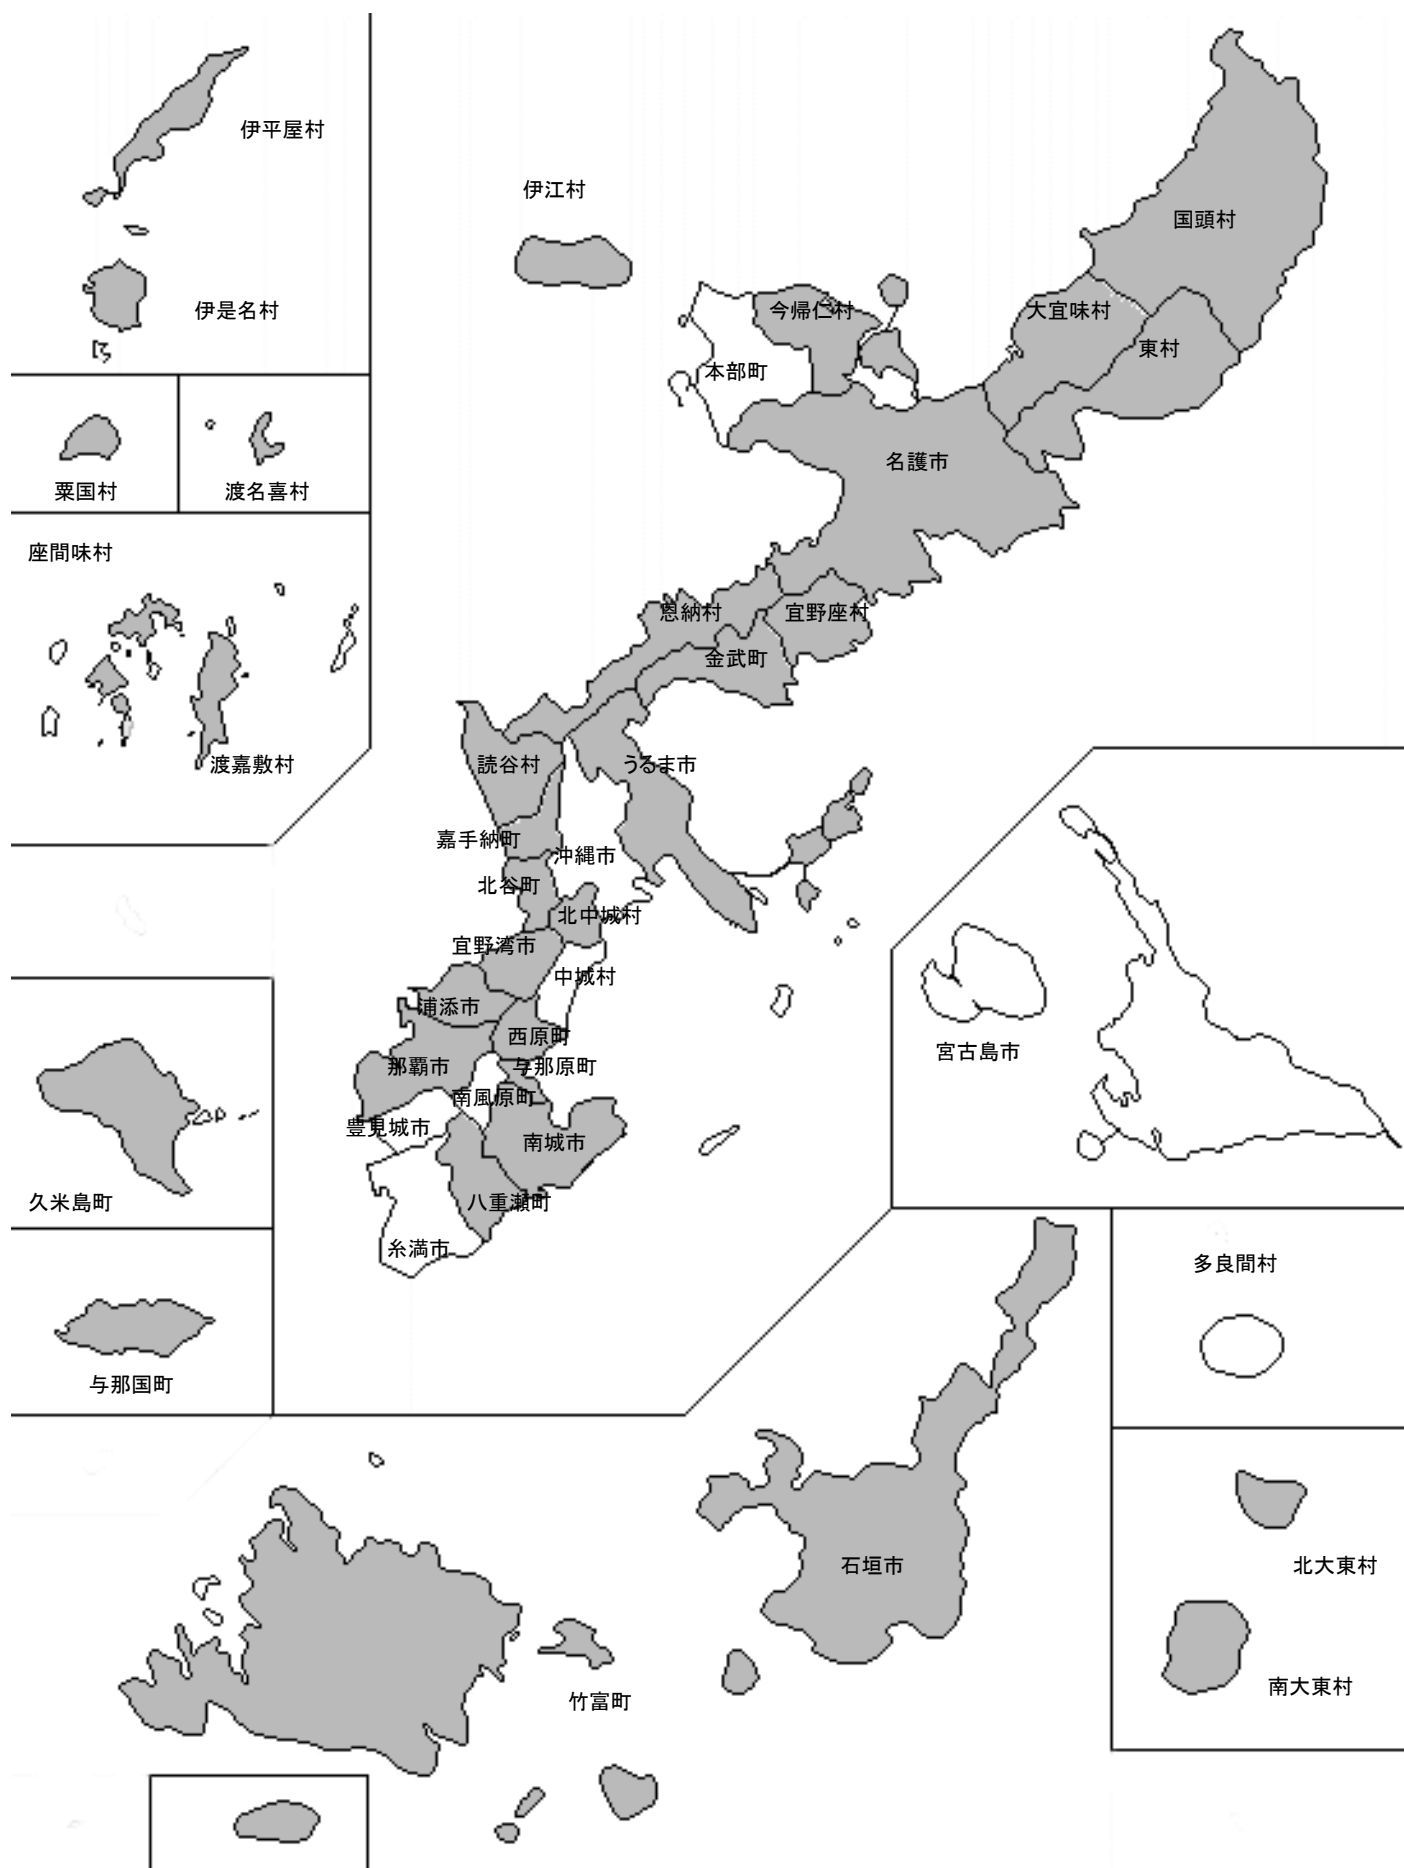 伊平屋村
伊江村
国頭村
伊是名村
今帰仁村
大宜味村
東村
本部町
名護市
粟国村
渡名喜村
座間味村
恩納村
宜野座村
金武町
渡嘉敷村
読谷村
うるま市
嘉手納町
沖縄市
北谷町
北中城村
宜野湾市
中城村
浦添市
西原町
宮古島市
那覇市
与那原町
南風原町
豊見城市
南城市
久米島町
八重瀬町
糸満市
多良間村
与那国町
石垣市
北大東村
南大東村
竹富町